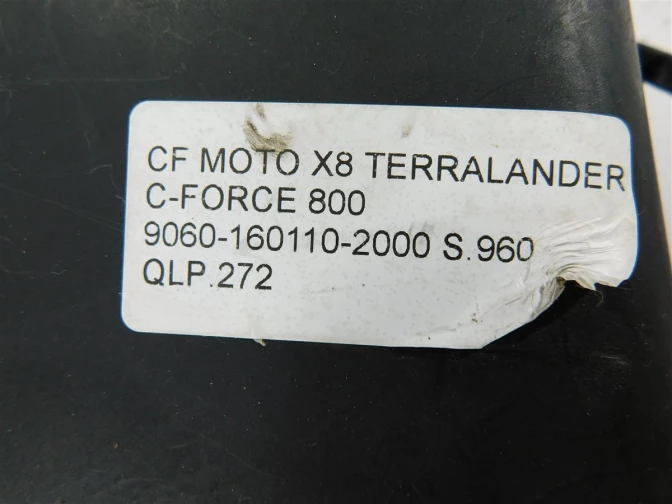 CF MOTO X8 TERRALANDER
C-FORCE 800
9060-160110-2000 S.960
QLP.272